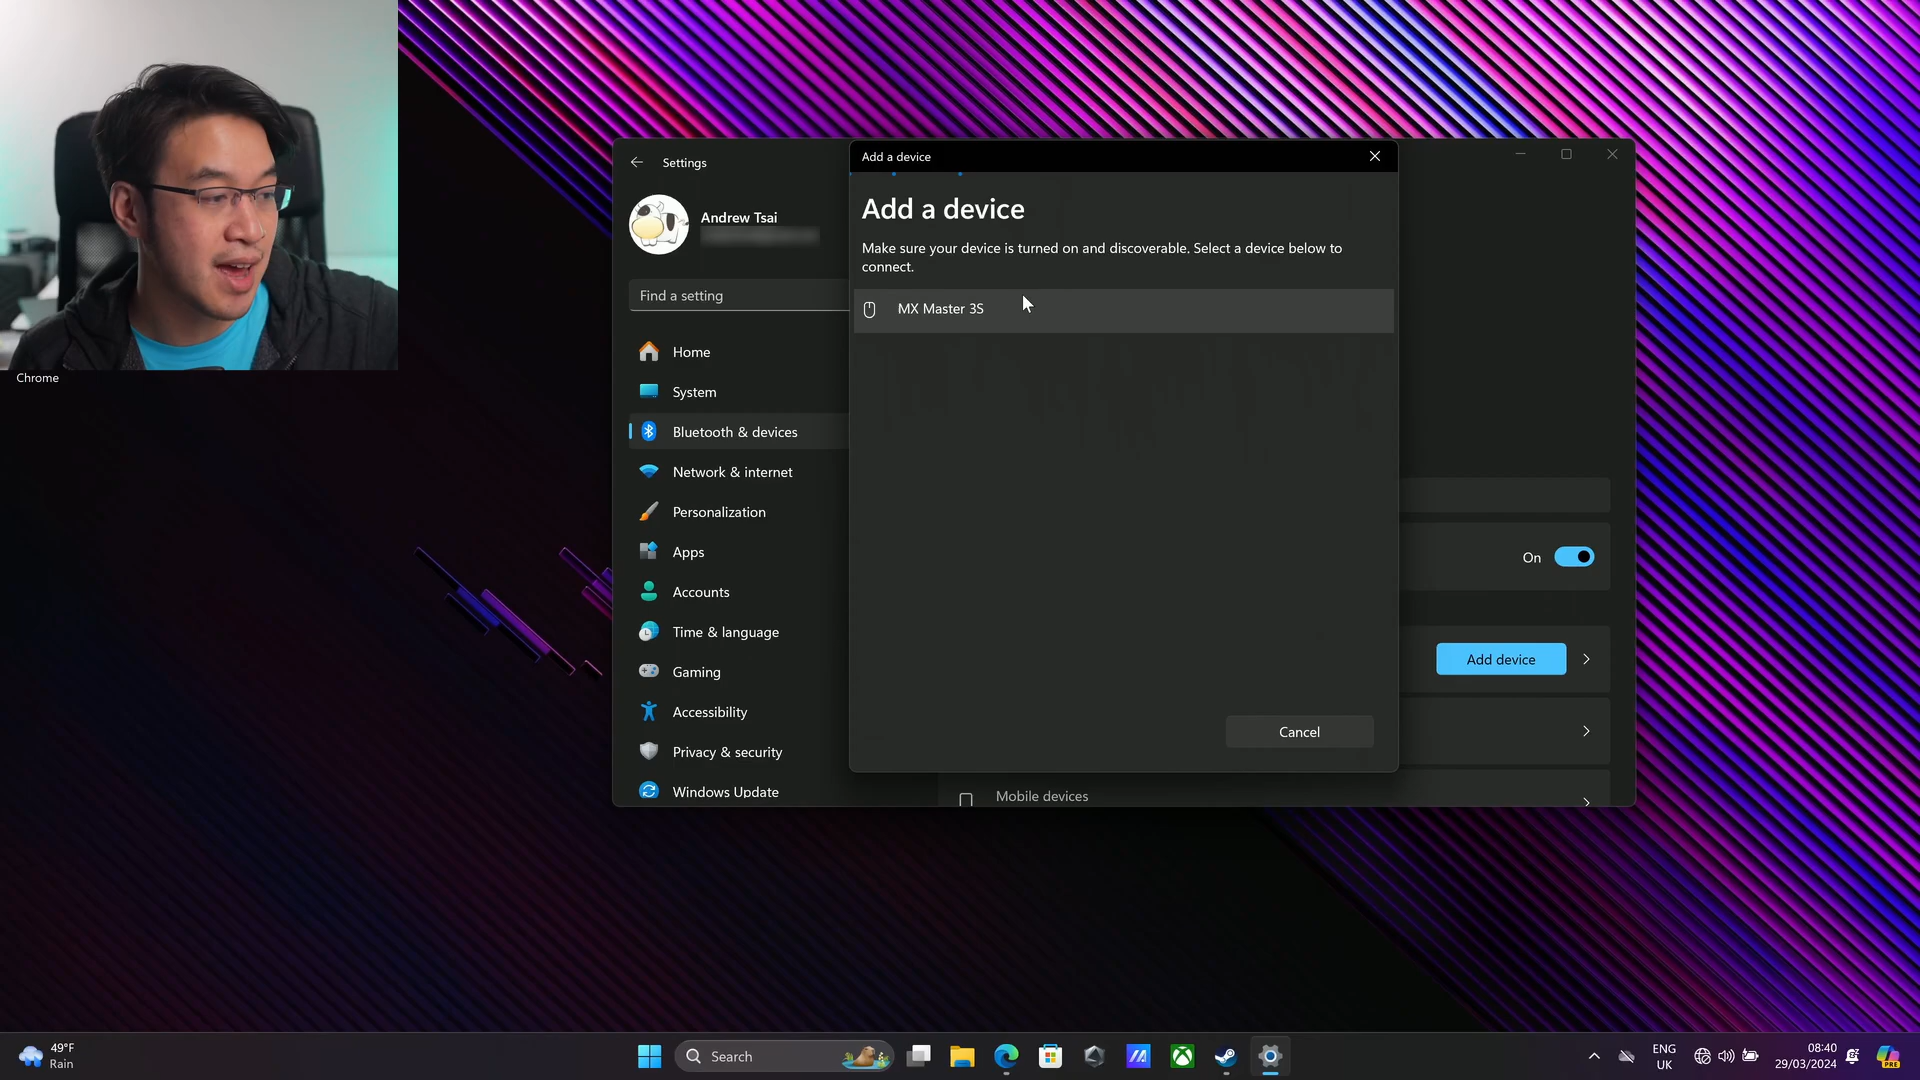 Chrome
Settings
Andrew Tsai
Find a setting
Home
System
Bluetooth & devices
Network & internet
Personalization
Apps
Accounts
Time & language
Gaming
Accessibility
Privacy & security
Windows Update
Add a device
Add a device
Make sure your device is turned on and discoverable. Select a device below to
connect.
MX Master 3S
Cancel
On
Add device
Mobile devices
49°F
Rain
Search
ENG
UK
08:40
29/03/2024
PRE